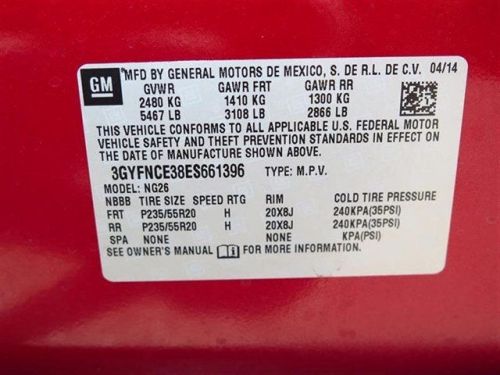 GM
MFD BY GENERAL MOTORS DE MEXICO, S. DE R.L. DE C.V. 04/14
GVWR GAWR FRT GAWR RR
2480 KG 1410 KG 1300 KG
5467 LB 3108 LB 2866 LB
THIS VEHICLE CONFORMS TO ALL APPLICABLE U.S. FEDERAL MOTOR
VEHICLE SAFETY AND THEFT PREVENTION STANDARDS IN EFFECT
ON THE DATE OF MANUFACTURE SHOWN ABOVE.
3GYFNCE38ES661396 TYPE: M.P.V.
MODEL: NG26
NBBB TIRE SIZE SPEED RTG RIM COLD TIRE PRESSURE
FRT P235/55R20 H 20X8J 240KPA(35PSI)
RR P235/55R20 H 20X8J 240KPA(35PSI)
SPA NONE NONE KPA(PSI)
SEE OWNER'S MANUAL FOR MORE INFORMATION.